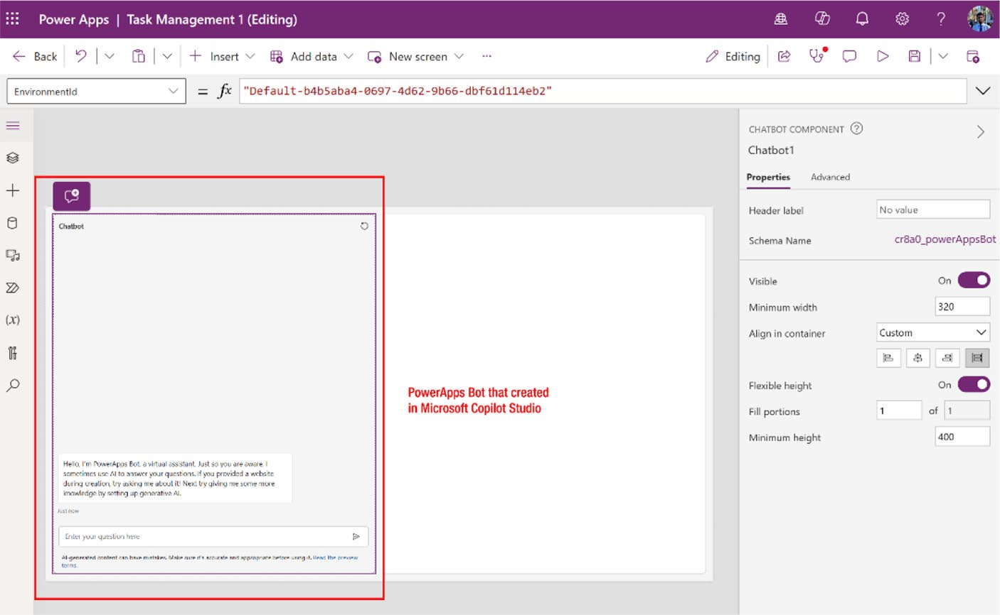 Power Apps | Task Management 1 (Editing)
Back
Insert
Add data
New screen
...
Editing
EnvironmentId
= fx "Default-b4b5aba4-0697-4d62-9b66-dbf61d114eb2"
CHATBOT COMPONENT ?
Chatbot1
Properties Advanced
Header label No value
Schema Name cr8a0_powerAppsBot
Visible On
Minimum width 320
Align in container Custom
Flexible height On
Fill portions 1 of 1
Minimum height 400
(x)
Chatbot
Hello, I'm PowerApps Bot, a virtual assistant. Just so you are aware, I
sometimes use AI to answer your questions. If you provided a website
during creation, try asking me about it! Next try giving me some more
knowledge by setting up generative AI.
Just now
Enter your question here
AI-generated content can have mistakes. Make sure it's accurate and appropriate before using it. Read the preview
terms.
PowerApps Bot that created
in Microsoft Copilot Studio